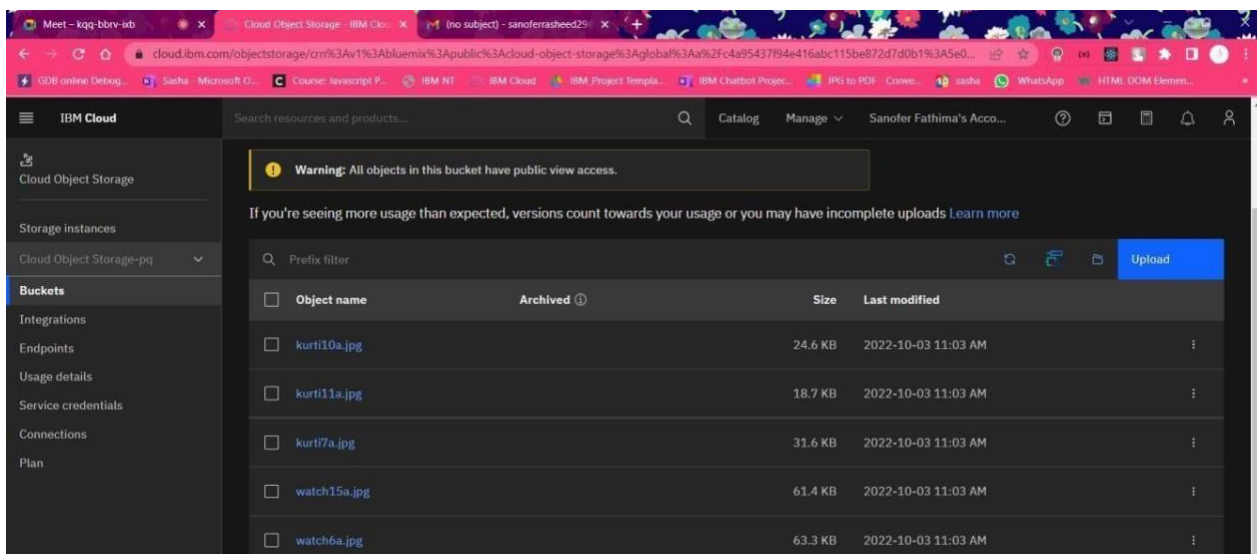 Meet – kqq-bbrv-ixb
Cloud Object Storage - IBM Clou
(no subject) - sanoferrasheed29
cloud.ibm.com/objectstorage/crn%3Av1%3Abluemix%3Apublic%3Acloud-object-storage%3Aglobal%3Aa%2Fc4a95437f94e416abc115be872d7d0b1%3A5e0...
GDB online Debug...
Sasha - Microsoft O...
Course: Javascript P...
IBM NT
IBM Cloud
IBM_Project Templa...
IBM Chatbot Projec...
JPG to PDF - Conve...
sasha
WhatsApp
HTML DOM Elemen...
IBM Cloud
Search resources and products...
Catalog
Manage
Sanofer Fathima's Acco...
Cloud Object Storage
Storage instances
Cloud Object Storage-pq
Buckets
Integrations
Endpoints
Usage details
Service credentials
Connections
Plan
Warning: All objects in this bucket have public view access.
If you're seeing more usage than expected, versions count towards your usage or you may have incomplete uploads Learn more
Prefix filter
Upload
Object name Archived Size Last modified
kurti10a.jpg 24.6 KB 2022-10-03 11:03 AM
kurti11a.jpg 18.7 KB 2022-10-03 11:03 AM
kurti7a.jpg 31.6 KB 2022-10-03 11:03 AM
watch15a.jpg 61.4 KB 2022-10-03 11:03 AM
watch6a.jpg 63.3 KB 2022-10-03 11:03 AM